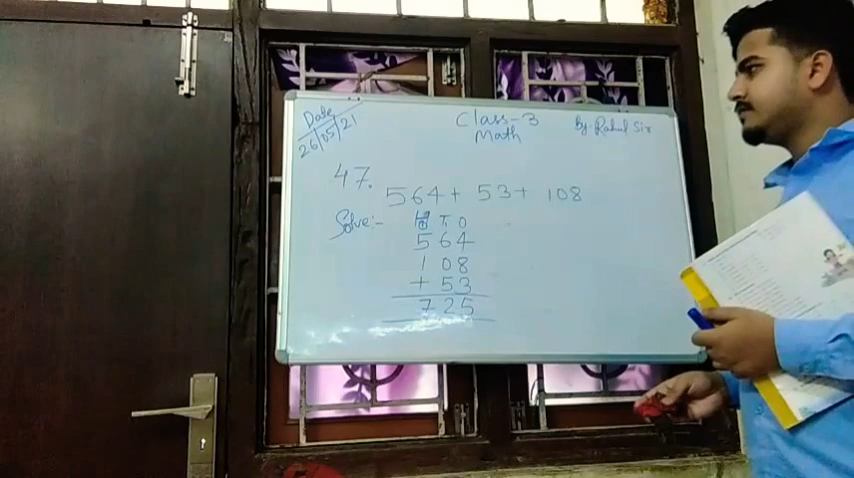 Date
26/05/21
Class-3
Math
by-Rahul Sir
47.
564+ 53+ 108
Solve:- H T O
564
108
+ 53
725